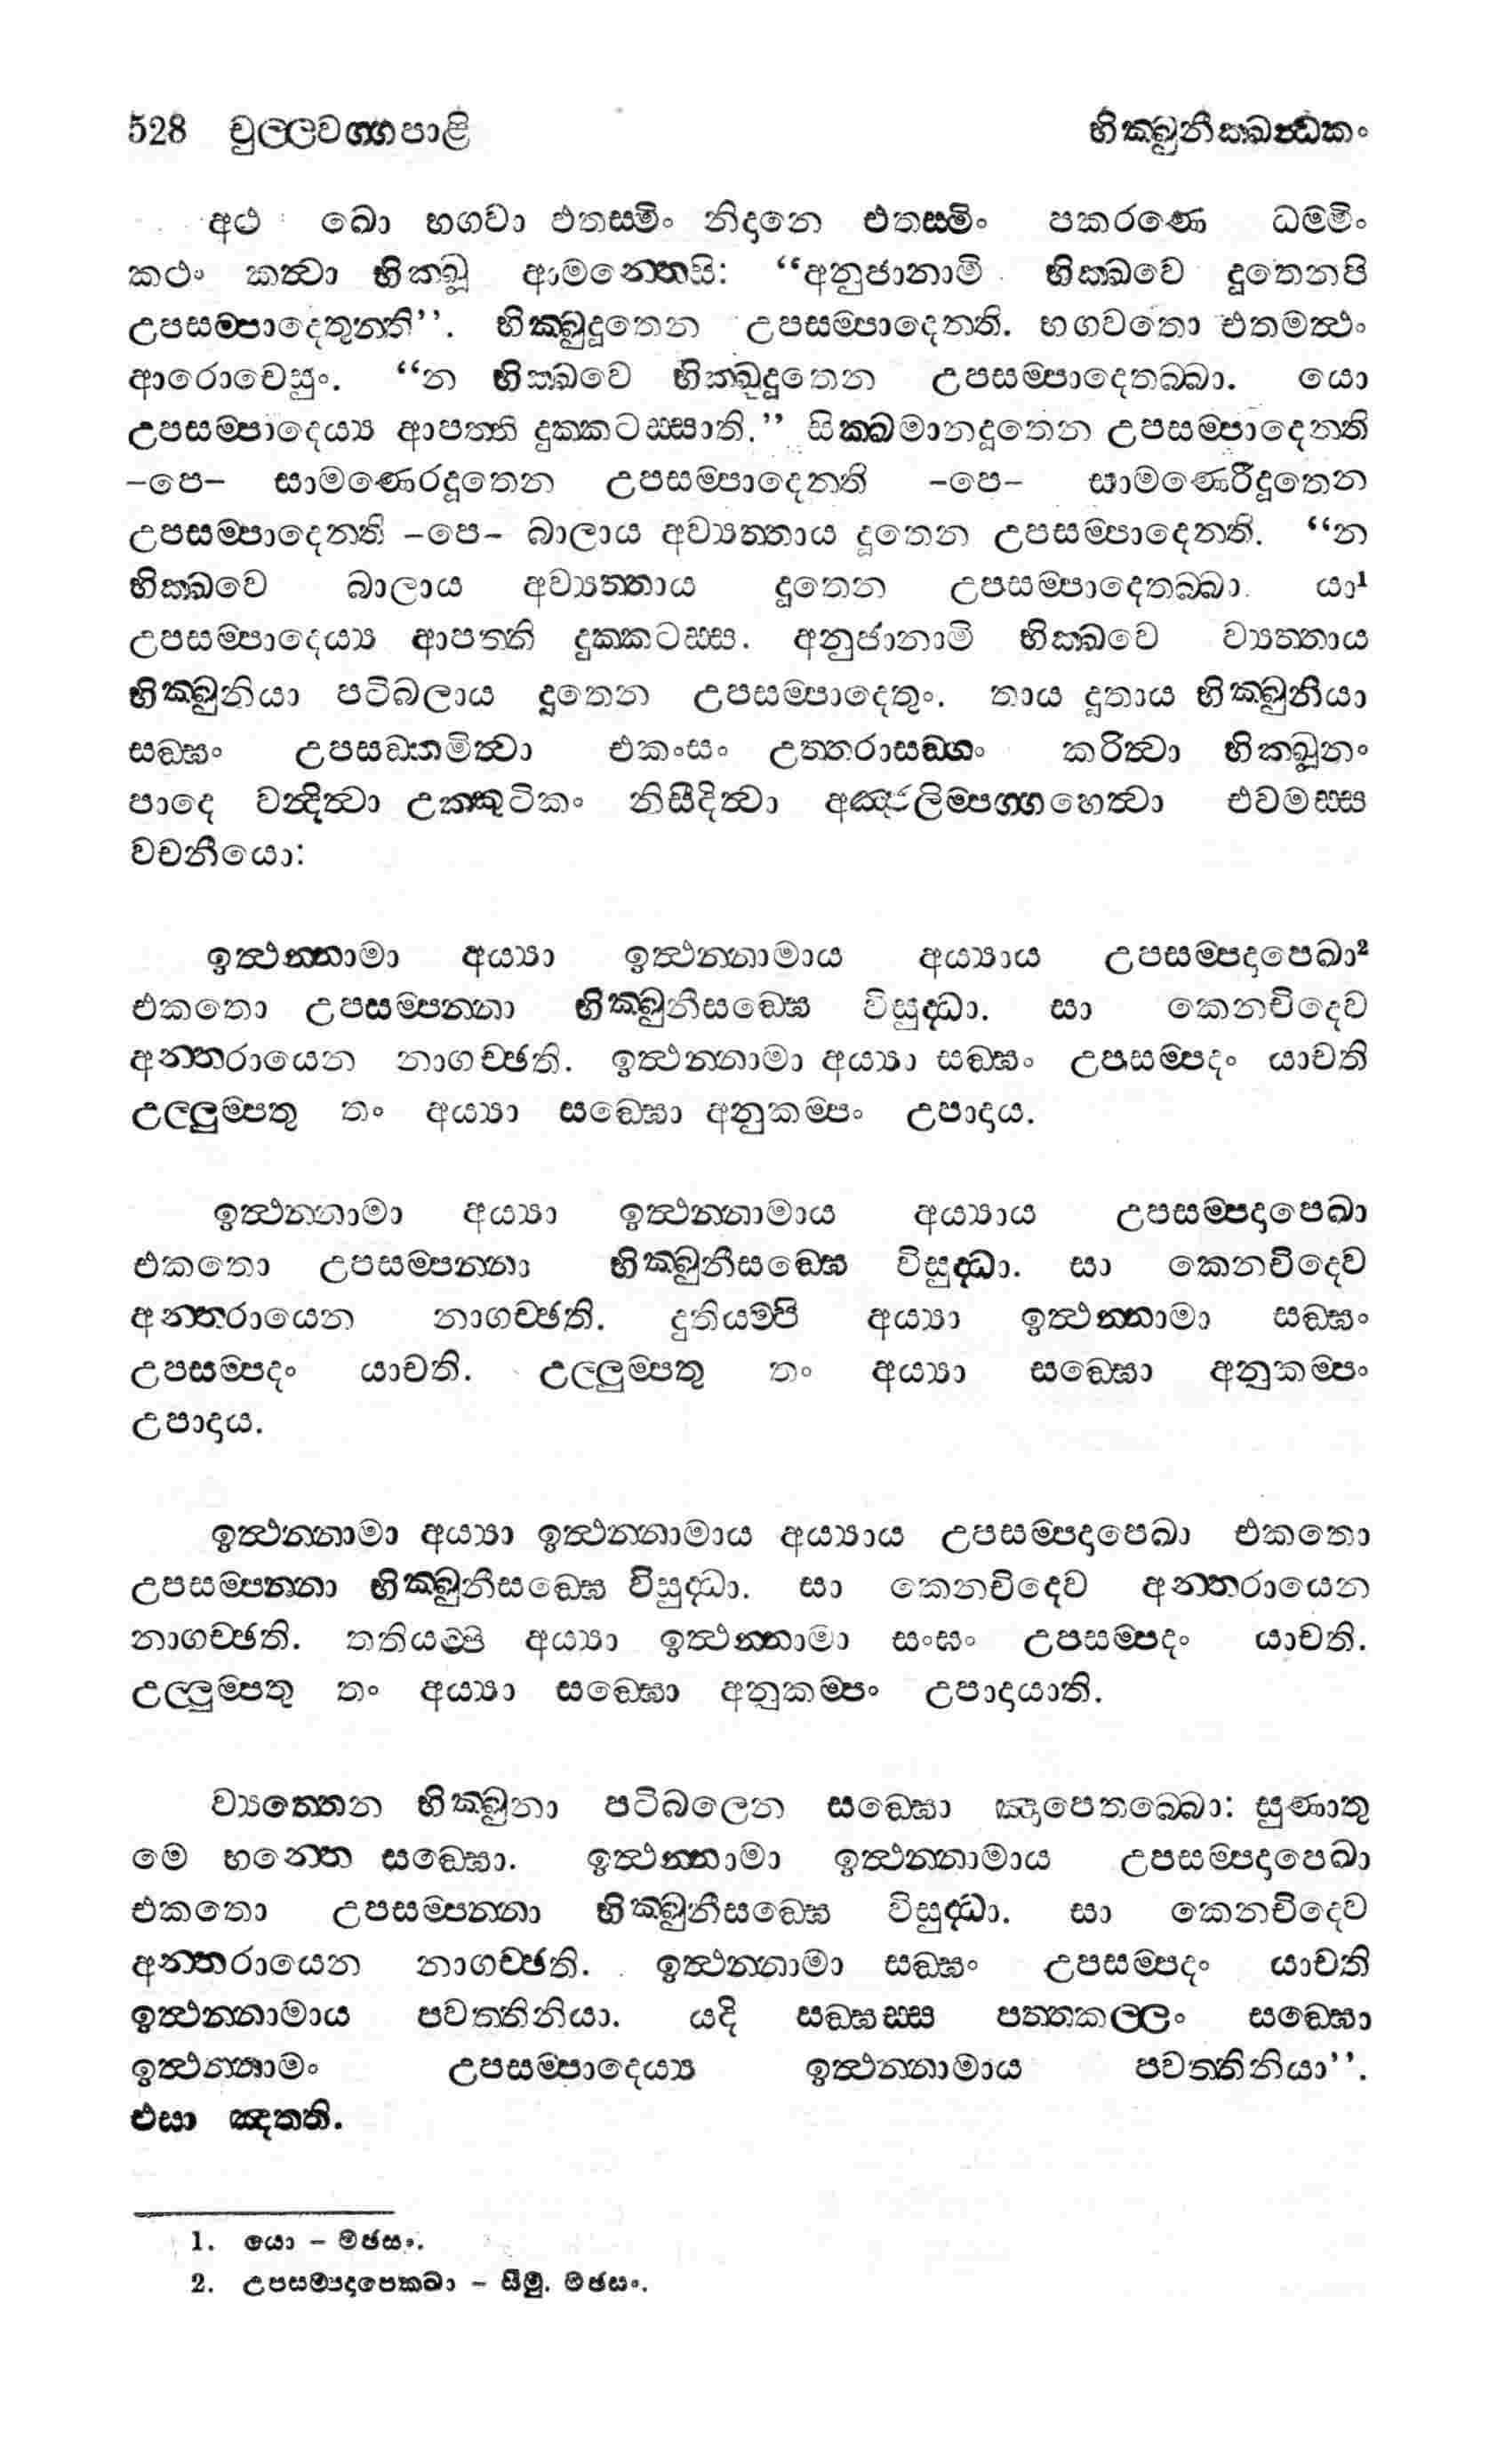 528 චුල්ලවග්ගපාළි භික්ඛුනීක්ඛන්ධකං
අථ ඛො භගවා එතස්මිං නිදානෙ එතස්මිං පකරණෙ ධම්මිං
කථං කත්වා භික්ඛූ ආමන්තෙසි: “අනුජානාමි භික්ඛවෙ දූතෙනපි
උපසම්පාදෙතුන්ති”. භික්ඛුදූතෙන උපසම්පාදෙන්ති. භගවතො එතමත්ථං
ආරොචෙසුං. “න භික්ඛවෙ භික්ඛුදූතෙන උපසම්පාදෙතබ්බා. යො
උපසම්පාදෙය්‍ය ආපත්ති දුක්කටස්සාති.” සික්ඛමානදූතෙන උපසම්පාදෙන්ති
-පෙ- සාමණෙරදූතෙන උපසම්පාදෙන්ති -පෙ- සාමණෙරීදූතෙන
උපසම්පාදෙන්ති -පෙ- බාලාය අව්‍යත්තාය දූතෙන උපසම්පාදෙන්ති. “න
භික්ඛවෙ බාලාය අව්‍යත්තාය දූතෙන උපසම්පාදෙතබ්බා. යා¹
උපසම්පාදෙය්‍ය ආපත්ති දුක්කටස්ස. අනුජානාමි භික්ඛවෙ ව්‍යත්තාය
භික්ඛුනියා පටිබලාය දූතෙන උපසම්පාදෙතුං. තාය දූතාය භික්ඛුනියා
සඞ්ඝං උපසඞ්කමිත්වා එකංසං උත්තරාසඞ්ගං කරිත්වා භික්ඛූනං
පාදෙ වන්දිත්වා උක්කුටිකං නිසීදිත්වා අඤ්ජලිම්පග්ගහෙත්වා එවමස්ස
වචනීයො:
ඉත්ථන්නාමා අය්‍යා ඉත්ථන්නාමාය අය්‍යාය උපසම්පදාපෙඛා²
එකතො උපසම්පන්නා භික්ඛුනීසඞ්ඝෙ විසුද්ධා. සා කෙනචිදෙව
අන්තරායෙන නාගච්ඡති. ඉත්ථන්නාමා අය්‍යා සඞ්ඝං උපසම්පදං යාචති
උල්ලුම්පතු තං අය්‍යා සඞ්ඝො අනුකම්පං උපාදාය.
ඉත්ථන්නාමා අය්‍යා ඉත්ථන්නාමාය අය්‍යාය උපසම්පදාපෙඛා
එකතො උපසම්පන්නා භික්ඛුනීසඞ්ඝෙ විසුද්ධා. සා කෙනචිදෙව
අන්තරායෙන නාගච්ඡති. දුතියම්පි අය්‍යා ඉත්ථන්නාමා සඞ්ඝං
උපසම්පදං යාචති. උල්ලුම්පතු තං අය්‍යා සඞ්ඝො අනුකම්පං
උපාදාය.
ඉත්ථන්නාමා අය්‍යා ඉත්ථන්නාමාය අය්‍යාය උපසම්පදාපෙඛා එකතො
උපසම්පන්නා භික්ඛුනීසඞ්ඝෙ විසුද්ධා. සා කෙනචිදෙව අන්තරායෙන
නාගච්ඡති. තතියම්පි අය්‍යා ඉත්ථන්නාමා සංඝං උපසම්පදං යාචති.
උල්ලුම්පතු තං අය්‍යා සඞ්ඝො අනුකම්පං උපාදායාති.
ව්‍යත්තෙන භික්ඛුනා පටිබලෙන සඞ්ඝො ඤාපෙතබ්බො: සුණාතු
මෙ භන්තෙ සඞ්ඝො. ඉත්ථන්නාමා ඉත්ථන්නාමාය උපසම්පදාපෙඛා
එකතො උපසම්පන්නා භික්ඛුනීසඞ්ඝෙ විසුද්ධා. සා කෙනචිදෙව
අන්තරායෙන නාගච්ඡති. ඉත්ථන්නාමා සඞ්ඝං උපසම්පදං යාචති
ඉත්ථන්නාමාය පවත්තිනියා. යදි සඞ්ඝස්ස පත්තකල්ලං සඞ්ඝො
ඉත්ථන්නාමං උපසම්පාදෙය්‍ය ඉත්ථන්නාමාය පවත්තිනියා”.
එසා ඤත්ති.
1. යො - මඡසං.
2. උපසම්පදාපෙක්ඛා - සීමු. මඡසං.